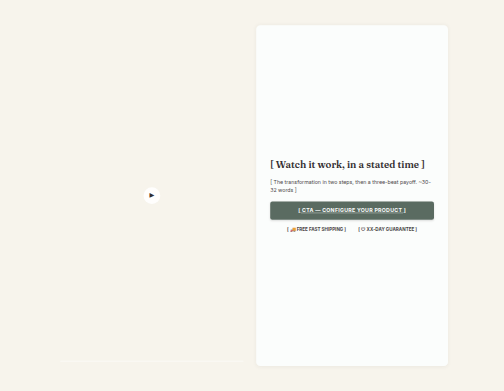 [ Watch it work, in a stated time ]
[ The transformation in two steps, then a three-beat payoff. ~30–
32 words ]
[ CTA — CONFIGURE YOUR PRODUCT ]
[ 🚚 FREE FAST SHIPPING ] [ 🛡 XX-DAY GUARANTEE ]